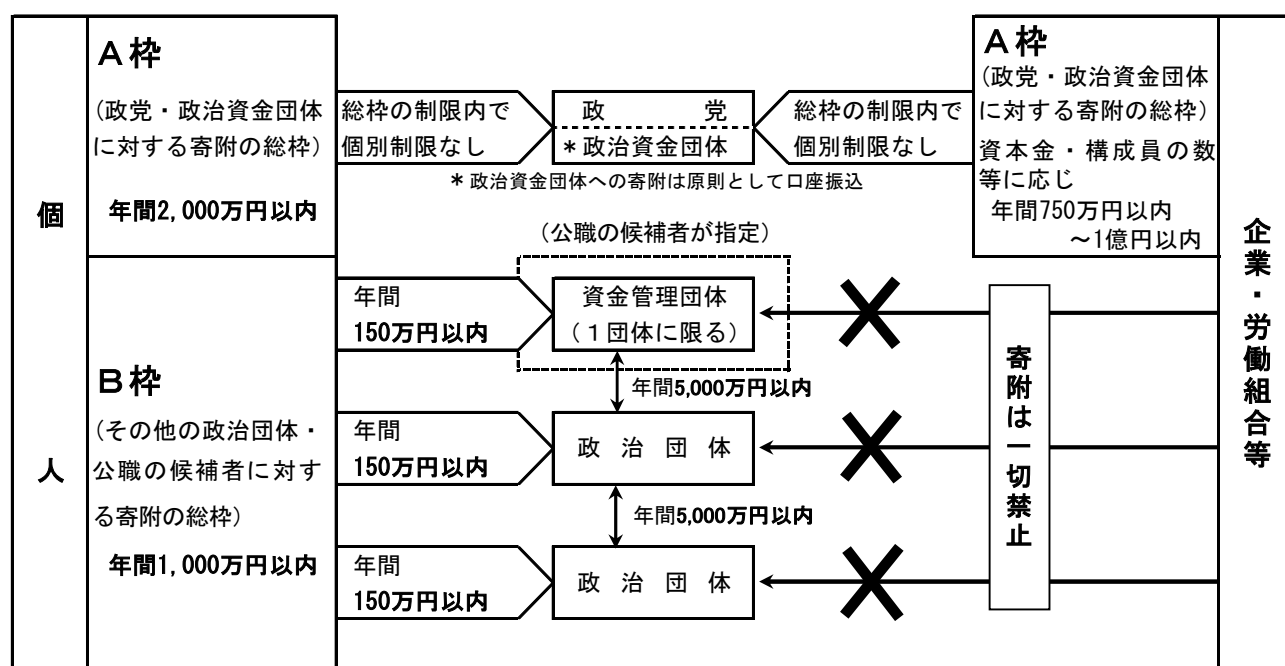 個人
A枠
(政党・政治資金団体
に対する寄附の総枠)
年間2,000万円以内
総枠の制限内で
個別制限なし
政党
*政治資金団体
総枠の制限内で
個別制限なし
A枠
(政党・政治資金団体
に対する寄附の総枠)
資本金・構成員の数
等に応じ
年間750万円以内
～1億円以内
企業・労働組合等
*政治資金団体への寄附は原則として口座振込
(公職の候補者が指定)
B枠
(その他の政治団体・
公職の候補者に対す
る寄附の総枠)
年間1,000万円以内
年間
150万円以内
資金管理団体
(1団体に限る)
年間5,000万円以内
年間
150万円以内
政治団体
年間5,000万円以内
年間
150万円以内
政治団体
寄附は一切禁止